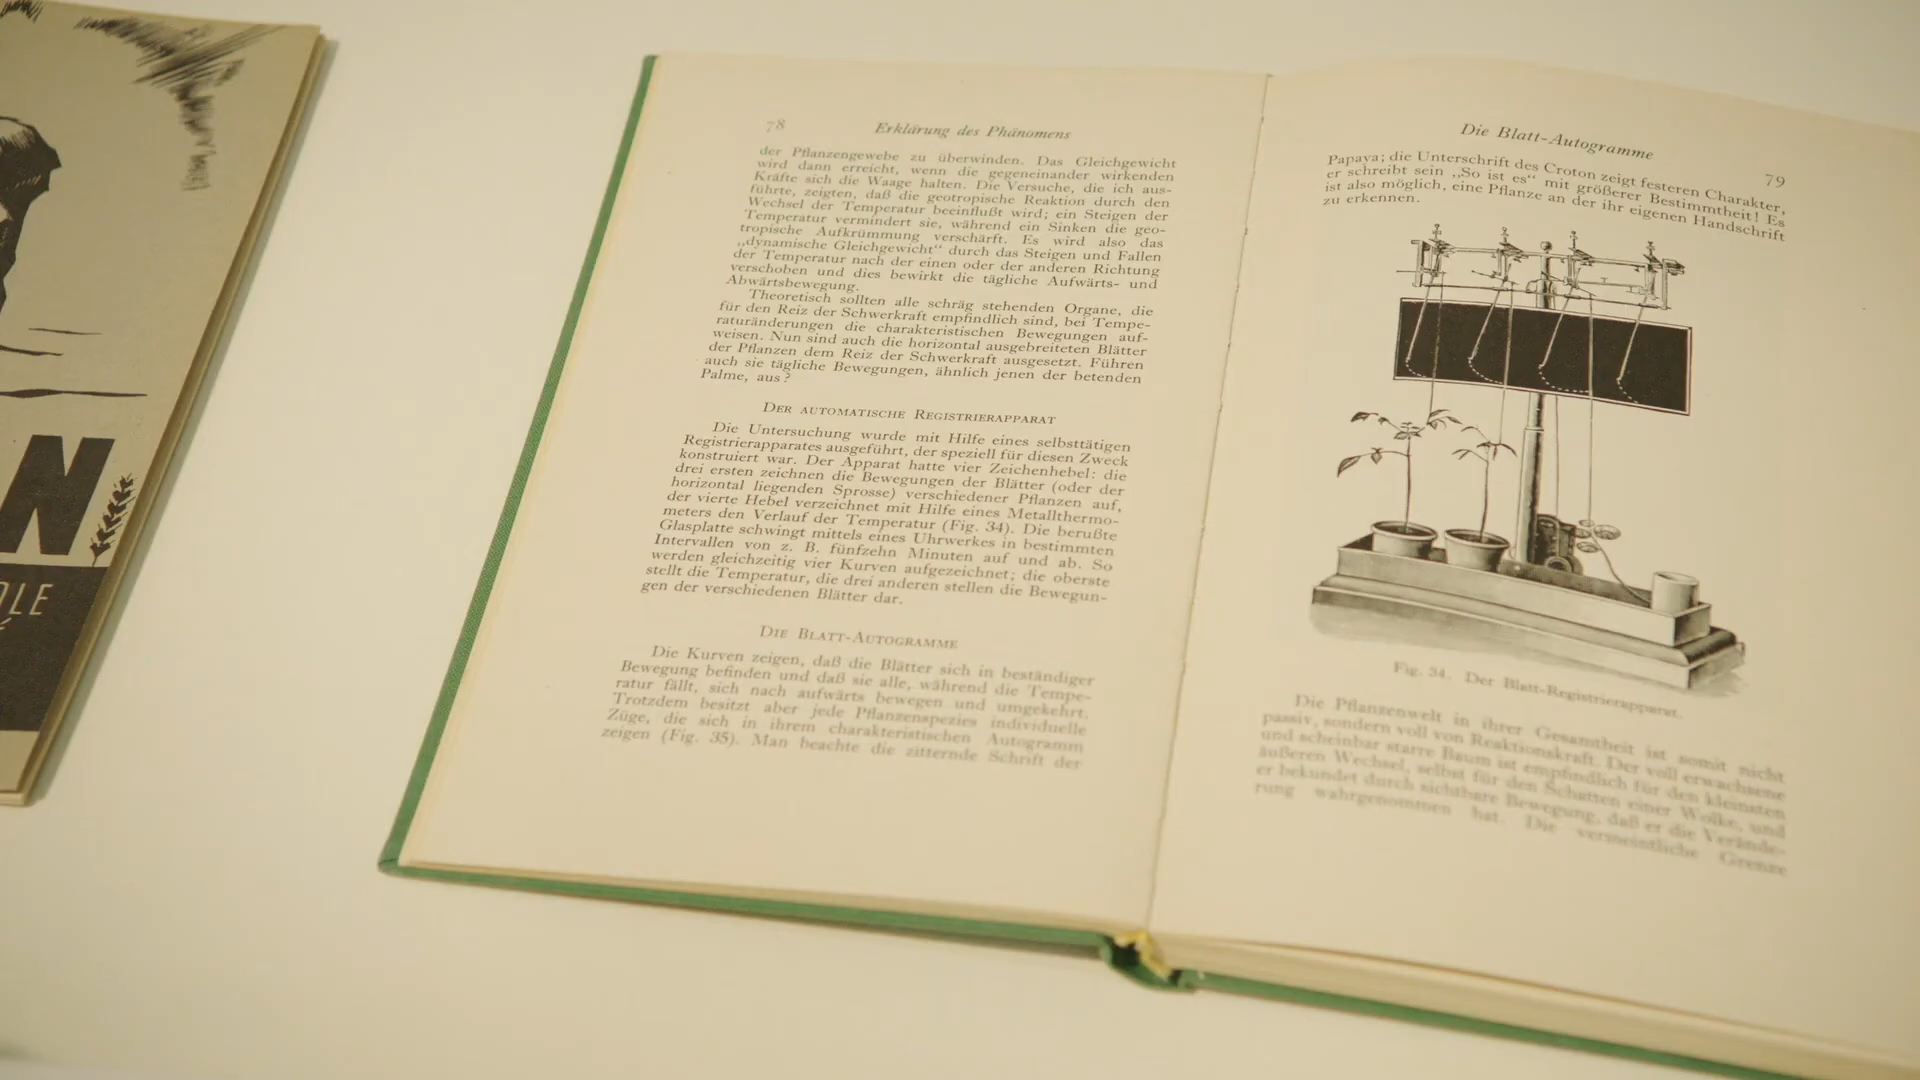 N
OLE
78
Erklärung des Phänomens
der Pflanzengewebe zu überwinden. Das Gleichgewicht
wird dann erreicht, wenn die gegeneinander wirkenden
Kräfte sich die Waage halten. Die Versuche, die ich aus-
führte, zeigten, daß die geotropische Reaktion durch den
Wechsel der Temperatur beeinflußt wird; ein Steigen der
Temperatur vermindert sie, während ein Sinken die geo-
tropische Aufkrümmung verschärft. Es wird also das
„dynamische Gleichgewicht“ durch das Steigen und Fallen
der Temperatur nach der einen oder der anderen Richtung
verschoben und dies bewirkt die tägliche Aufwärts- und
Abwärtsbewegung.
Theoretisch sollten alle schräg stehenden Organe, die
für den Reiz der Schwerkraft empfindlich sind, bei Tempe-
raturänderungen die charakteristischen Bewegungen auf-
weisen. Nun sind auch die horizontal ausgebreiteten Blätter
der Pflanzen dem Reiz der Schwerkraft ausgesetzt. Führen
auch sie tägliche Bewegungen, ähnlich jenen der betenden
Palme, aus?
Der automatische Registrierapparat
Die Untersuchung wurde mit Hilfe eines selbsttätigen
Registrierapparates ausgeführt, der speziell für diesen Zweck
konstruiert war. Der Apparat hatte vier Zeichenhebel: die
drei ersten zeichnen die Bewegungen der Blätter (oder der
horizontal liegenden Sprosse) verschiedener Pflanzen auf,
der vierte Hebel verzeichnet mit Hilfe eines Metallthermo-
meters den Verlauf der Temperatur (Fig. 34). Die berußte
Glasplatte schwingt mittels eines Uhrwerkes in bestimmten
Intervallen von z. B. fünfzehn Minuten auf und ab. So
werden gleichzeitig vier Kurven aufgezeichnet; die oberste
stellt die Temperatur, die drei anderen stellen die Bewegun-
gen der verschiedenen Blätter dar.
Die Blatt-Autogramme
Die Kurven zeigen, daß die Blätter sich in beständiger
Bewegung befinden und daß sie alle, während die Tempe-
ratur fällt, sich nach aufwärts bewegen und umgekehrt.
Trotzdem besitzt aber jede Pflanzenspezies individuelle
Züge, die sich in ihrem charakteristischen Autogramm
zeigen (Fig. 35). Man beachte die zitternde Schrift der
Die Blatt-Autogramme
79
Papaya; die Unterschrift des Croton zeigt festeren Charakter,
er schreibt sein „So ist es“ mit größerer Bestimmtheit! Es
ist also möglich, eine Pflanze an der ihr eigenen Handschrift
zu erkennen.
Fig. 34. Der Blatt-Registrierapparat.
Die Pflanzenwelt in ihrer Gesamtheit ist somit nicht
passiv, sondern voll von Reaktionskraft. Der voll erwachsene
und scheinbar starre Baum ist empfindlich für den kleinsten
äußeren Wechsel, selbst für den Schatten einer Wolke, und
er bekundet durch sichtbare Bewegung, daß er die Verände-
rung wahrgenommen hat. Die vermeintliche Grenze